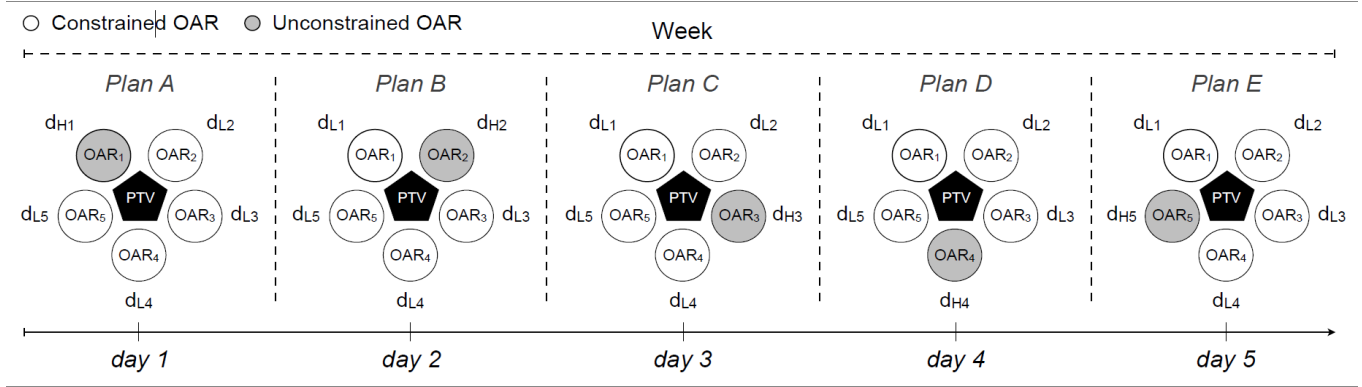 Constrained OAR Unconstrained OAR
Week
Plan A Plan B Plan C Plan D Plan E
dH1 dL2 dL1 dH2 dL1 dL2 dL1 dL2 dL1 dL2
OAR1 OAR2 OAR1 OAR2 OAR1 OAR2 OAR1 OAR2 OAR1 OAR2
PTV PTV PTV PTV PTV
dL5 OAR5 OAR3 dL3 dL5 OAR5 OAR3 dL3 dL5 OAR5 OAR3 dH3 dL5 OAR5 OAR3 dL3 dH5 OAR5 OAR3 dL3
OAR4 OAR4 OAR4 OAR4 OAR4
dL4 dL4 dL4 dH4 dL4
day 1 day 2 day 3 day 4 day 5